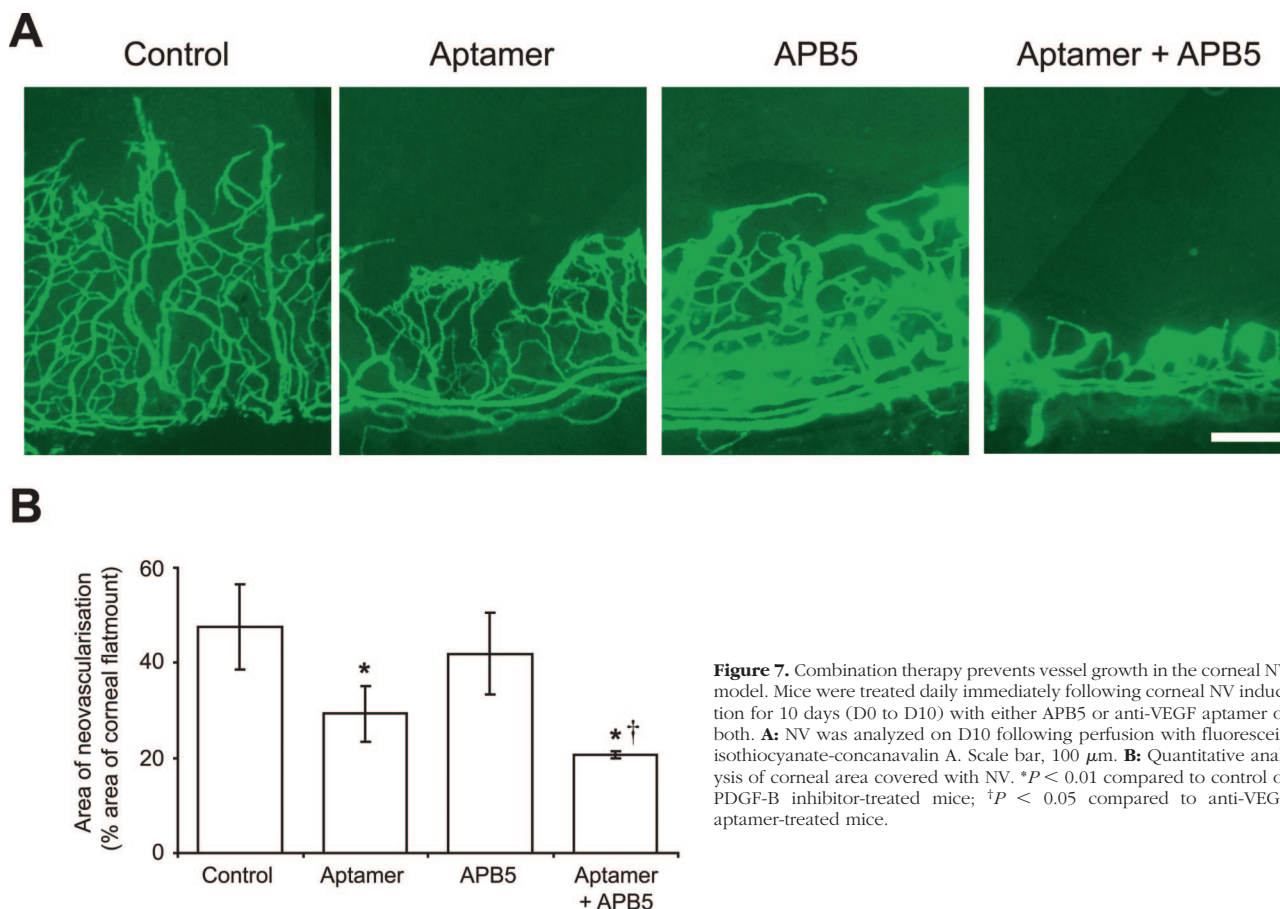 A
Control
Aptamer
APB5
Aptamer + APB5
B
Area of neovascularisation
(% area of corneal flatmount)
60
40
20
0
*
* †
Control
Aptamer
APB5
Aptamer
+ APB5
Figure 7. Combination therapy prevents vessel growth in the corneal NV
model. Mice were treated daily immediately following corneal NV induc-
tion for 10 days (D0 to D10) with either APB5 or anti-VEGF aptamer o
both. A: NV was analyzed on D10 following perfusion with fluorescei
isothiocyanate-concanavalin A. Scale bar, 100 μm. B: Quantitative anal
ysis of corneal area covered with NV. *P < 0.01 compared to control o
PDGF-B inhibitor-treated mice; †P < 0.05 compared to anti-VEG
aptamer-treated mice.